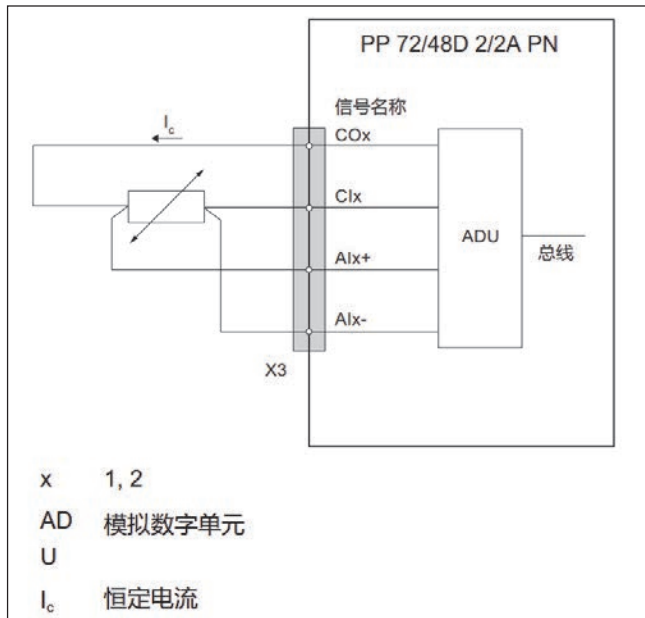 PP 72/48D 2/2A PN
信号名称
Ic
COx
CIx
ADU
总线
AIx+
AIx-
X3
x 1, 2
AD 模拟数字单元
U
Ic 恒定电流